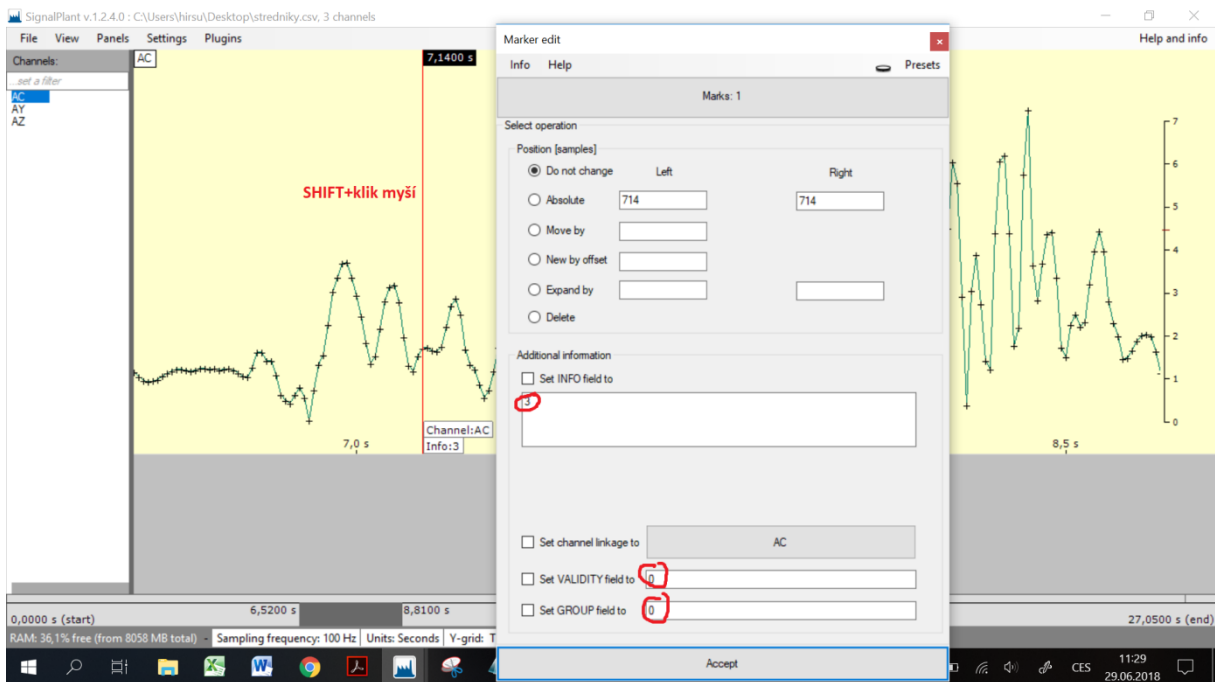 SignalPlant v.1.2.4.0 : C:\Users\hirsu\Desktop\stredniky.csv, 3 channels
File View Panels Settings Plugins
Help and info
Channels:
...set a filter
AC
AY
AZ
AC
7,1400 s
SHIFT+klik myší
Channel:AC
Info:3
7,0 s
Marker edit
Info Help
Presets
Marks: 1
Select operation
Position [samples]
Do not change Left Right
Absolute 714 714
Move by
New by offset
Expand by
Delete
Additional information
Set INFO field to
3
Set channel linkage to AC
Set VALIDITY field to 0
Set GROUP field to 0
Accept
7
6
5
4
3
2
1
0
8,5 s
0,0000 s (start)
6,5200 s
8,8100 s
27,0500 s (end)
RAM: 36,1% free (from 8058 MB total) - Sampling frequency: 100 Hz Units: Seconds Y-grid: T
CES
11:29
29.06.2018